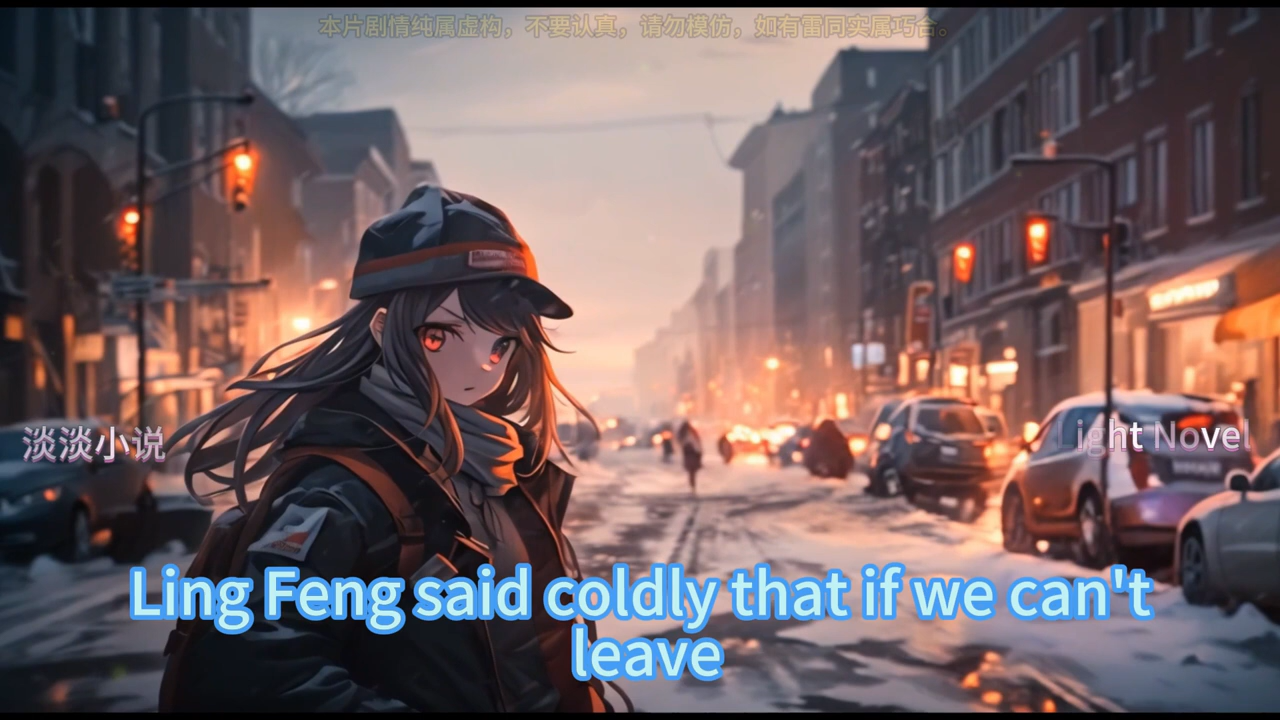 本片剧情纯属虚构，不要认真，请勿模仿，如有雷同实属巧合。
淡淡小说
Light Novel
Ling Feng said coldly that if we can't
leave